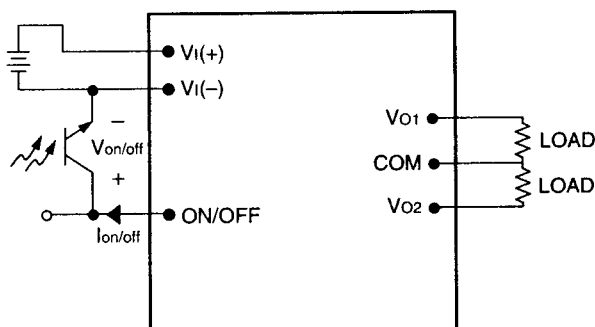 VI(+)
VI(–)
–
Von/off
+
ON/OFF
Ion/off
VO1
LOAD
COM
LOAD
VO2